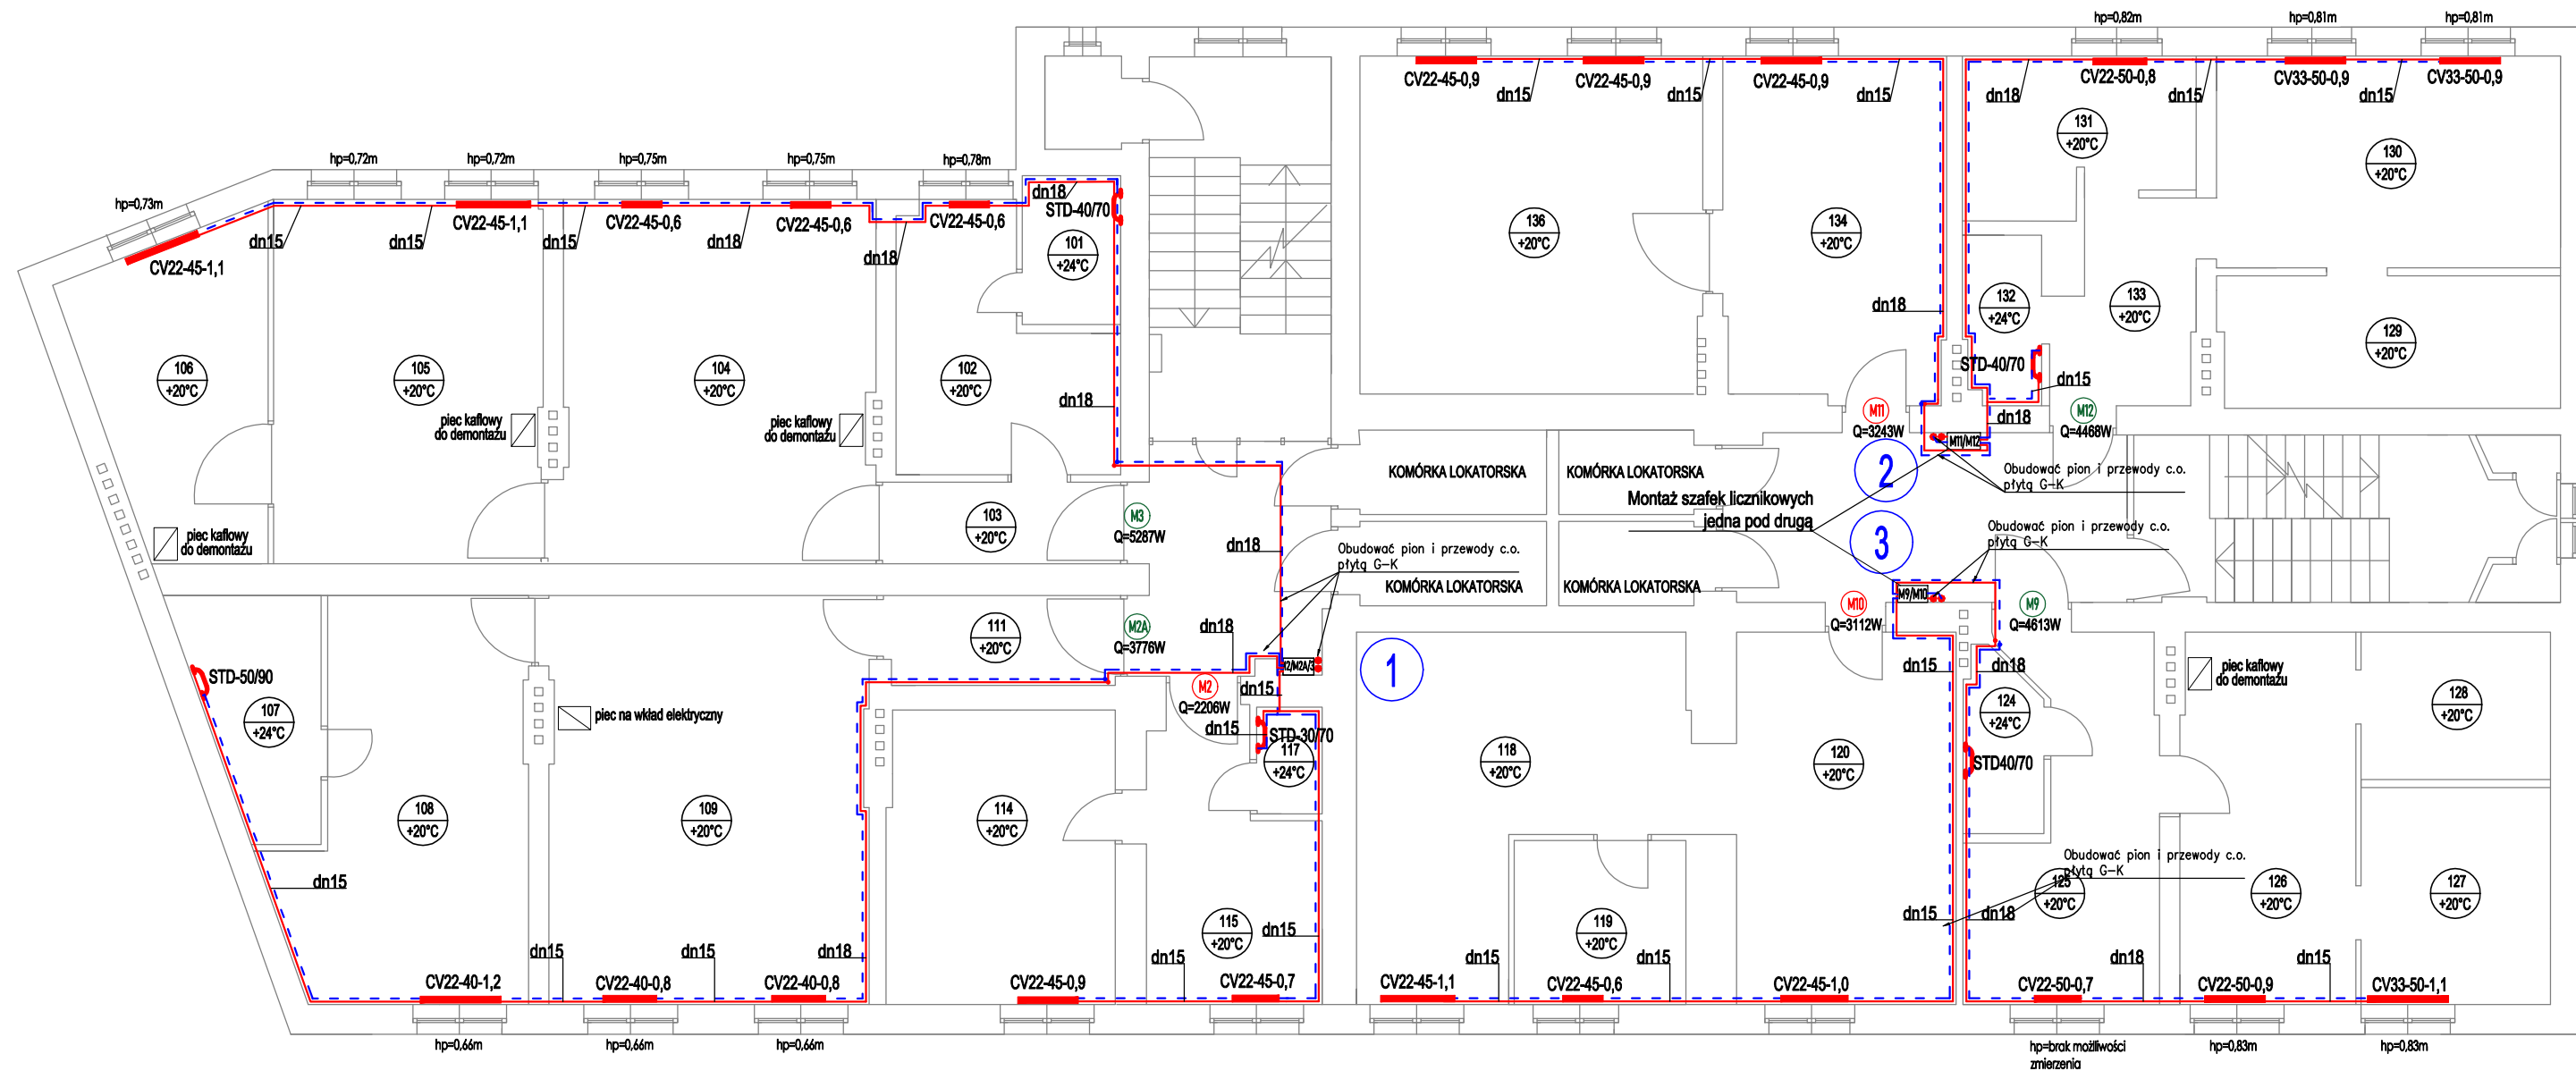 hp=0,82m
hp=0,81m
hp=0,81m
CV22-45-0,9
CV22-45-0,9
CV22-45-0,9
CV22-50-0,8
CV33-50-0,9
CV33-50-0,9
dn15
dn15
dn15
dn18
dn15
dn15
131
+20°C
130
+20°C
hp=0,72m
hp=0,72m
hp=0,75m
hp=0,75m
hp=0,78m
hp=0,73m
dn18
STD-40/70
CV22-45-1,1
CV22-45-0,6
CV22-45-0,6
CV22-45-0,6
dn15
dn15
dn15
dn18
dn18
CV22-45-1,1
101
+24°C
136
+20°C
134
+20°C
132
+24°C
133
+20°C
dn18
129
+20°C
106
+20°C
105
+20°C
104
+20°C
102
+20°C
STD-40/70
dn15
dn18
M11
Q=3243W
dn18
M12
Q=4468W
piec kaflowy
do demontażu
piec kaflowy
do demontażu
M11/M12
2
KOMÓRKA LOKATORSKA
KOMÓRKA LOKATORSKA
Obudować pion i przewody c.o.
płytą G-K
Montaż szafek licznikowych
jedna pod drugą
103
+20°C
M3
Q=5287W
3
Obudować pion i przewody c.o.
płytą G-K
piec kaflowy
do demontażu
dn18
Obudować pion i przewody c.o.
płytą G-K
KOMÓRKA LOKATORSKA
KOMÓRKA LOKATORSKA
M9/M10
M10
Q=3112W
M9
Q=4613W
111
+20°C
M2A
Q=3776W
dn18
M2/M2A/3
1
dn15
dn18
piec kaflowy
do demontażu
STD-50/90
M2
Q=2206W
dn15
107
+24°C
piec na wkład elektryczny
dn15
STD-30/70
117
+24°C
124
+24°C
128
+20°C
118
+20°C
120
+20°C
STD40/70
108
+20°C
109
+20°C
114
+20°C
Obudować pion i przewody c.o.
płytą G-K
dn15
125
+20°C
126
+20°C
127
+20°C
115
+20°C
dn15
119
+20°C
dn15
dn18
dn15
dn15
dn18
dn15
dn15
dn15
dn18
dn15
CV22-40-1,2
CV22-40-0,8
CV22-40-0,8
CV22-45-0,9
CV22-45-0,7
CV22-45-1,1
CV22-45-0,6
CV22-45-1,0
CV22-50-0,7
CV22-50-0,9
CV33-50-1,1
hp=0,66m
hp=0,66m
hp=0,66m
hp=brak możliwości
zmierzenia
hp=0,83m
hp=0,83m